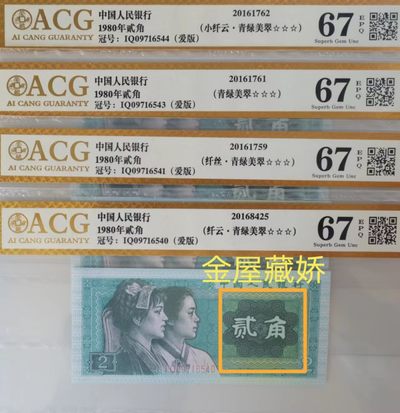 ACG
AI CANG GUARANTY
中国人民银行
1980年贰角
冠号：IQ09716544（爱版）
20161762
（小纤云·青绿美翠☆☆☆）
67 EPQ
Superb Gem Unc
ACG
AI CANG GUARANTY
中国人民银行
1980年贰角
冠号：IQ09716543（爱版）
20161761
（青绿美翠☆☆☆）
67 EPQ
Superb Gem Unc
ACG
AI CANG GUARANTY
中国人民银行
1980年贰角
冠号：IQ09716541（爱版）
20161759
（纤丝·青绿美翠☆☆☆）
67 EPQ
Superb Gem Unc
ACG
AI CANG GUARANTY
中国人民银行
1980年贰角
冠号：IQ09716540（爱版）
20168425
（纤云·青绿美翠☆☆☆）
67 EPQ
Superb Gem Unc
金屋藏娇
贰角
2
IQ09716540